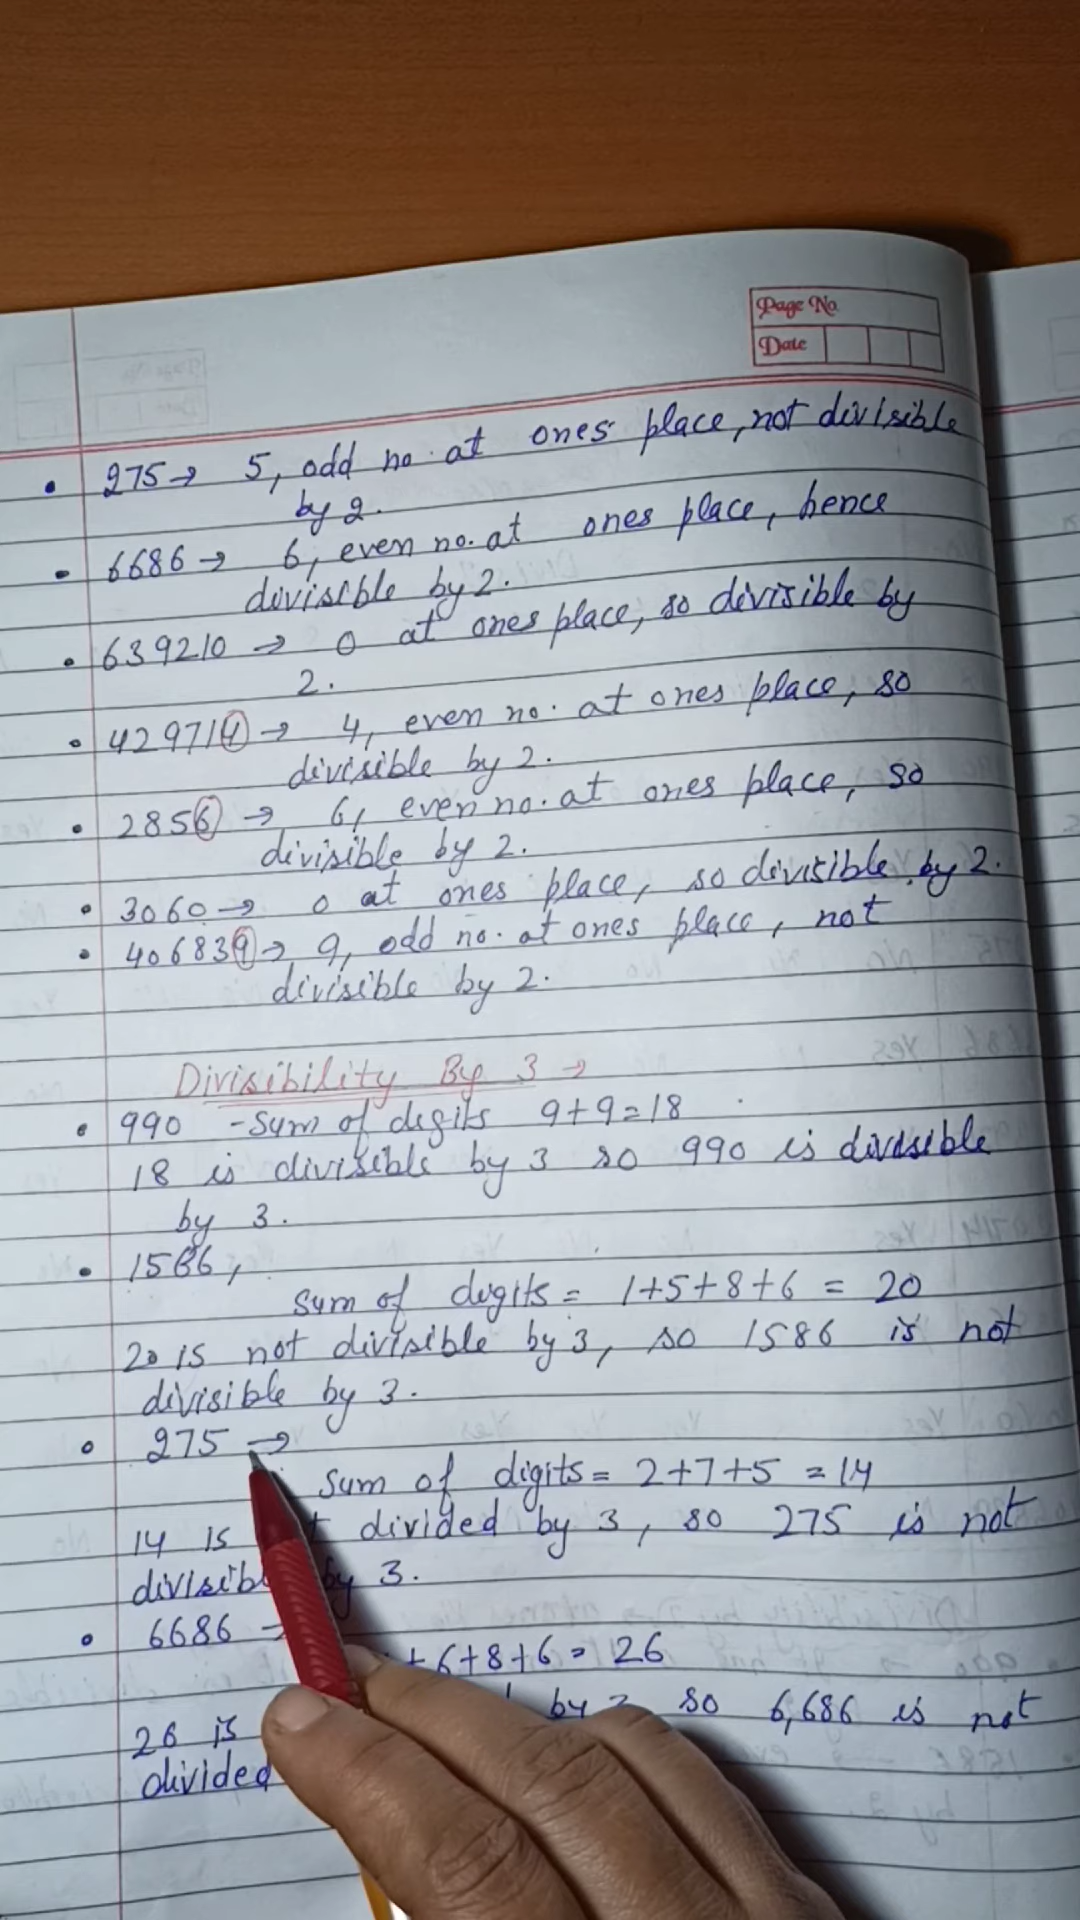 Page No.
Date
• 275 → 5, odd no. at ones place, not divisible
by 2.
• 6686 → 6, even no. at ones place, hence
divisible by 2.
• 639210 → 0 at ones place, so divisible by
2.
• 429714 → 4, even no. at ones place, so
divisible by 2.
• 2856 → 6, even no. at ones place, so
divisible by 2.
• 3060 → 0 at ones place, so divisible by 2.
• 406839 → 9, odd no. at ones place, not
divisible by 2.
Divisibility By 3 →
• 990 - Sum of digits 9+9=18
18 is divisible by 3 so 990 is divisible
by 3.
• 1586,
Sum of digits = 1+5+8+6 = 20
20 is not divisible by 3, so 1586 is not
divisible by 3.
• 275 →
Sum of digits = 2+7+5 = 14
14 is divided by 3, so 275 is not
by 3.
• 6686
+6+8+6 = 26
26 is by so 6,686 is not
divided